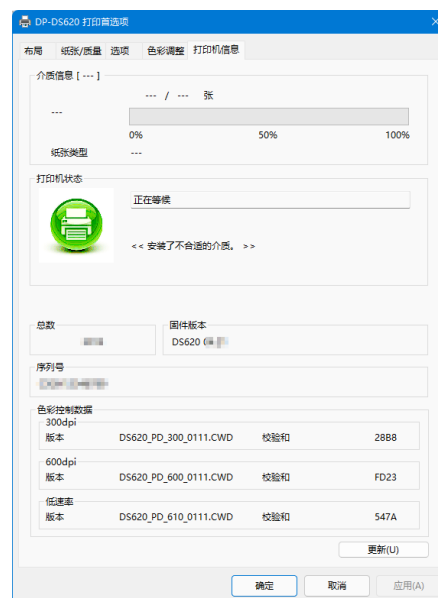 DP-DS620 打印首选项
布局 纸张/质量 选项 色彩调整 打印机信息
介质信息 [ --- ]
--- / --- 张
---
0% 50% 100%
纸张类型 ---
打印机状态
正在等候
<< 安装了不合适的介质。 >>
总数 固件版本
DS620
序列号
色彩控制数据
300dpi
版本 DS620_PD_300_0111.CWD 校验和 28B8
600dpi
版本 DS620_PD_600_0111.CWD 校验和 FD23
低速率
版本 DS620_PD_610_0111.CWD 校验和 547A
更新(U)
确定 取消 应用(A)